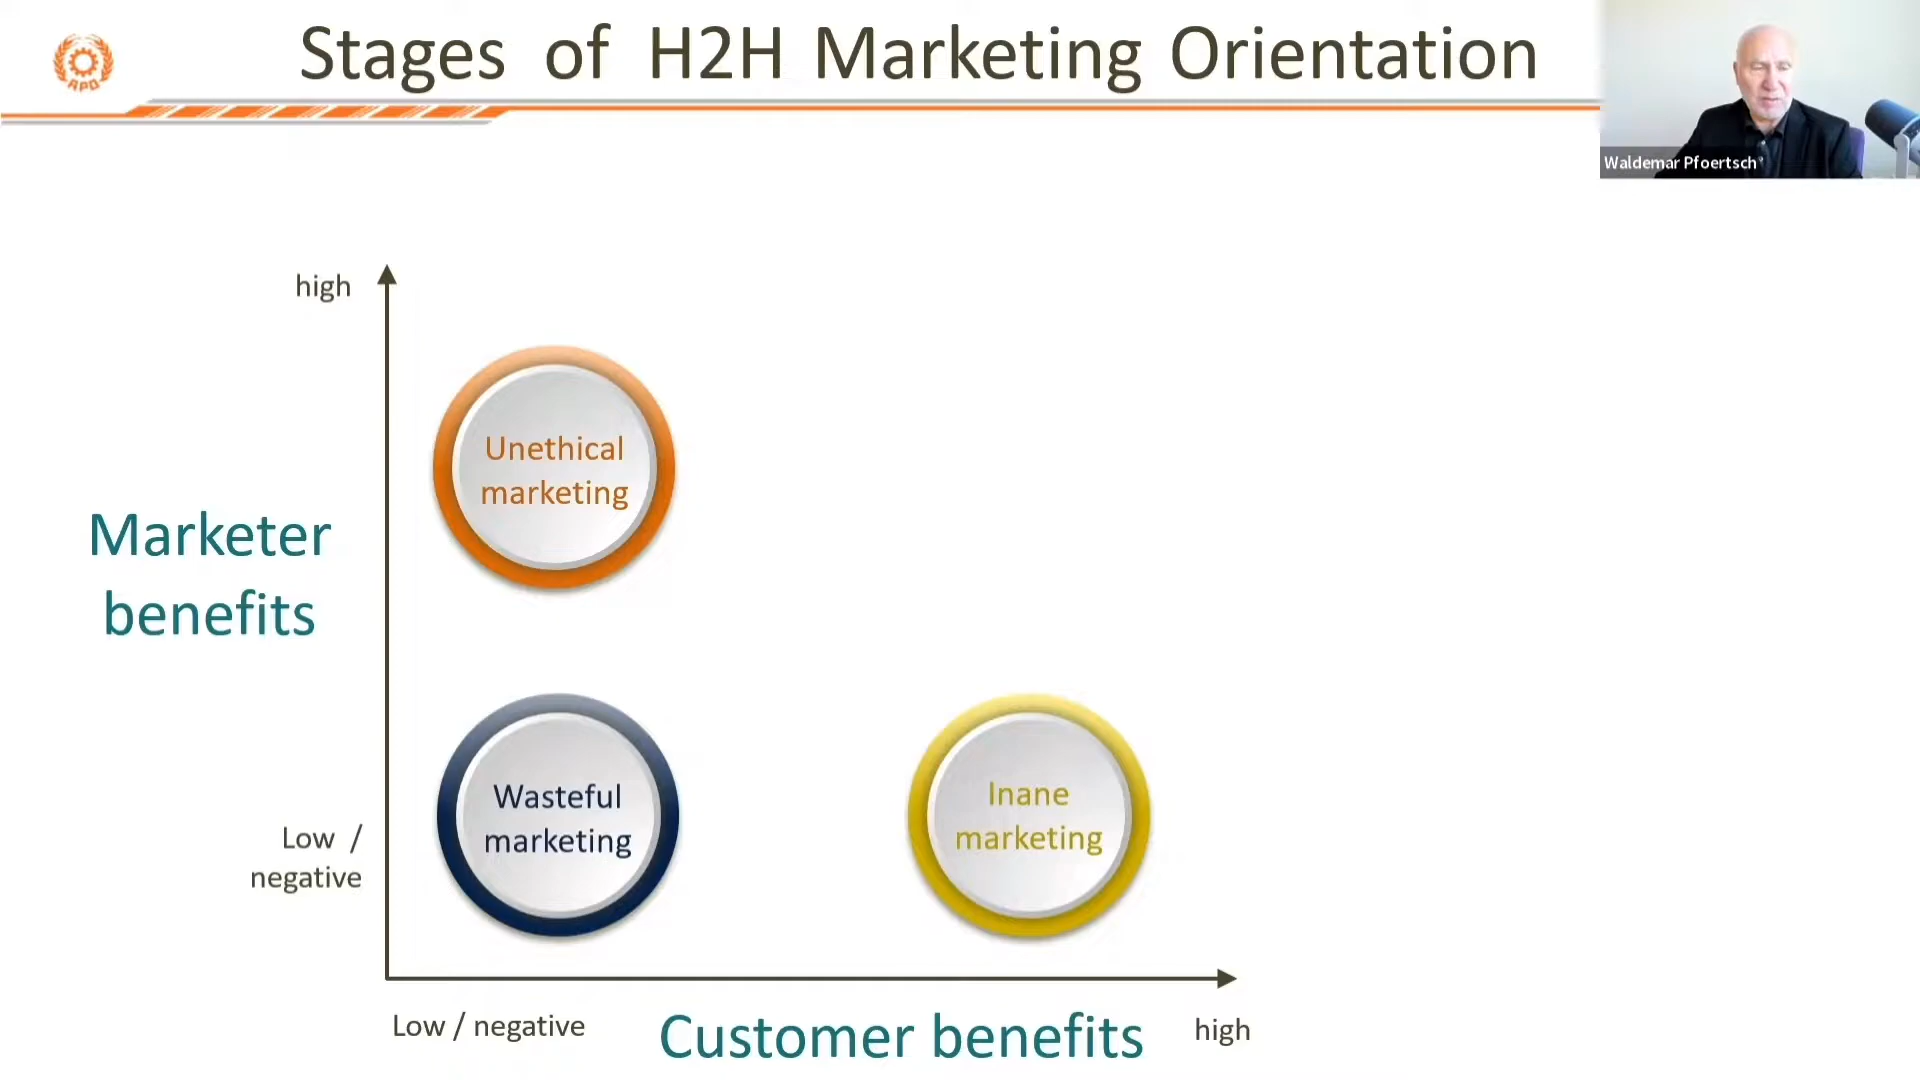 Stages of H2H Marketing Orientation
APO
Waldemar Pfoertsch
high
Unethical
marketing
Marketer
benefits
Wasteful
marketing
Inane
marketing
Low /
negative
Low / negative
Customer benefits
high